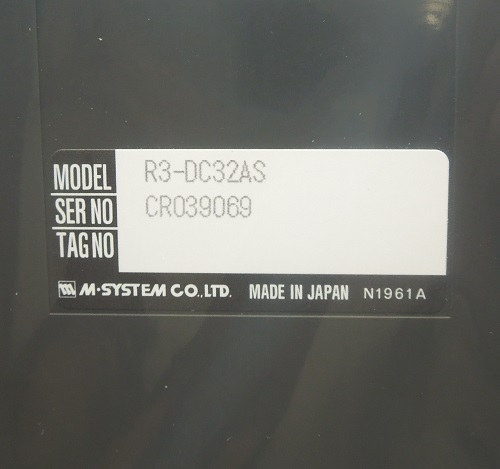 MODEL R3-DC32AS
SER NO CR039069
TAG NO
M-SYSTEM CO.,LTD. MADE IN JAPAN N1961A